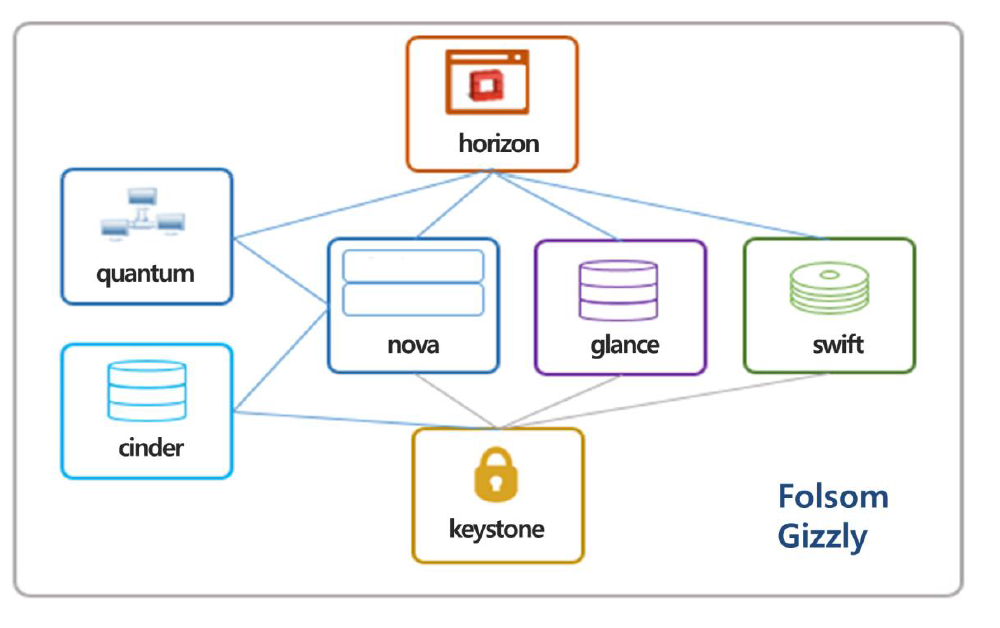 horizon
quantum
nova
glance
swift
cinder
keystone
Folsom
Gizzly